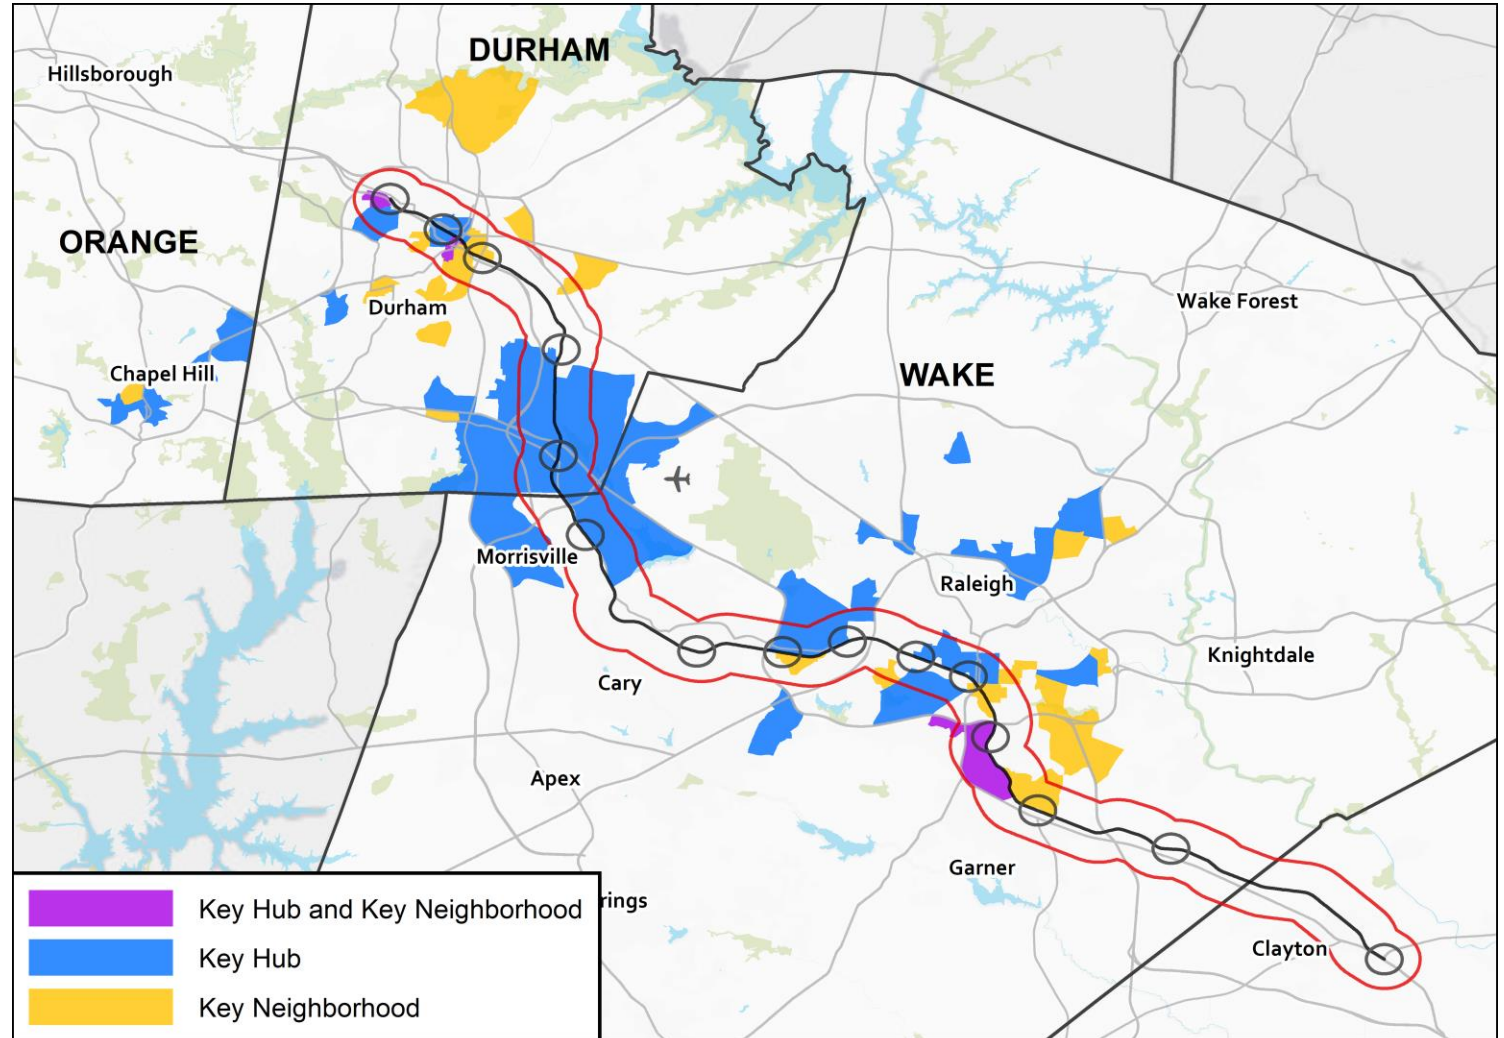 DURHAM
Hillsborough
ORANGE
Wake Forest
Durham
Chapel Hill
WAKE
Morrisville
Raleigh
Knightdale
Cary
Apex
Garner
rings
Clayton
Key Hub and Key Neighborhood
Key Hub
Key Neighborhood